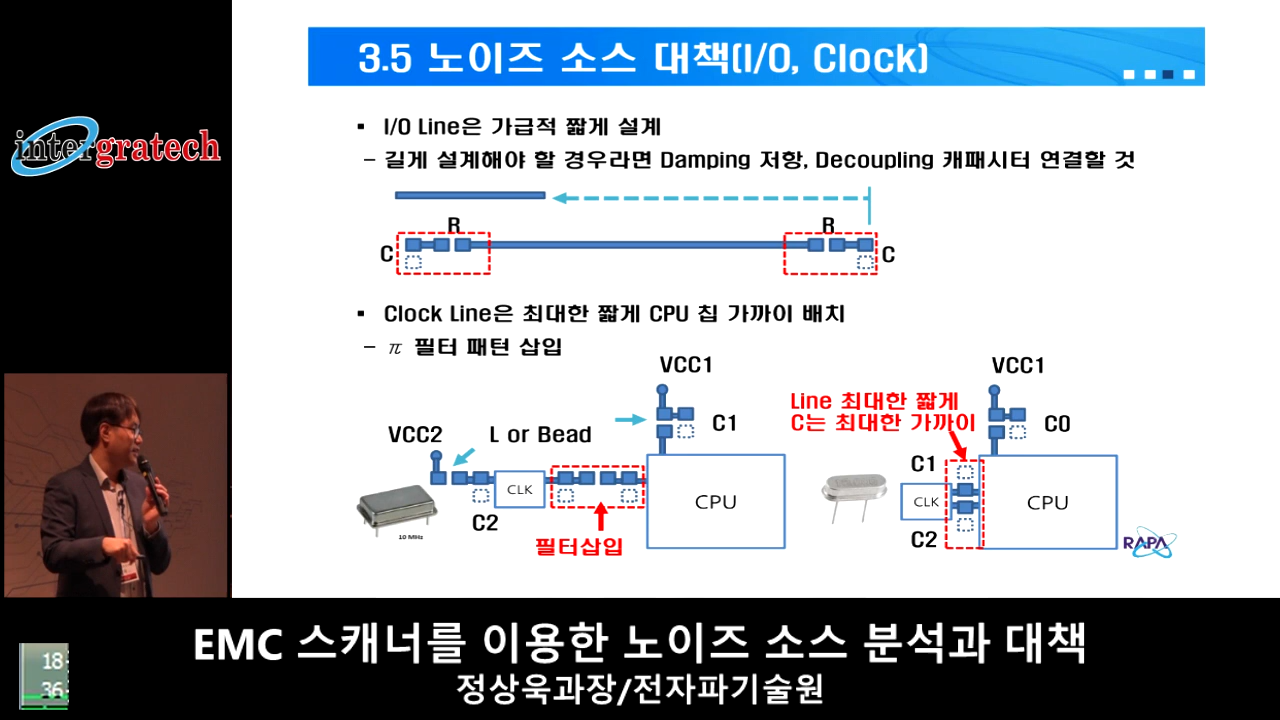 3.5 노이즈 소스 대책(I/O, Clock)
intergratech
▪ I/O Line은 가급적 짧게 설계
– 길게 설계해야 할 경우라면 Damping 저항, Decoupling 캐패시터 연결할 것
R
R
C
C
▪ Clock Line은 최대한 짧게 CPU 칩 가까이 배치
– π 필터 패턴 삽입
VCC1
VCC1
Line 최대한 짧게
C는 최대한 가까이
C1
C0
VCC2
L or Bead
C1
CLK
CPU
CLK
CPU
C2
10 MHz
필터삽입
C2
RAPA
EMC 스캐너를 이용한 노이즈 소스 분석과 대책
정상욱과장/전자파기술원
18:
36